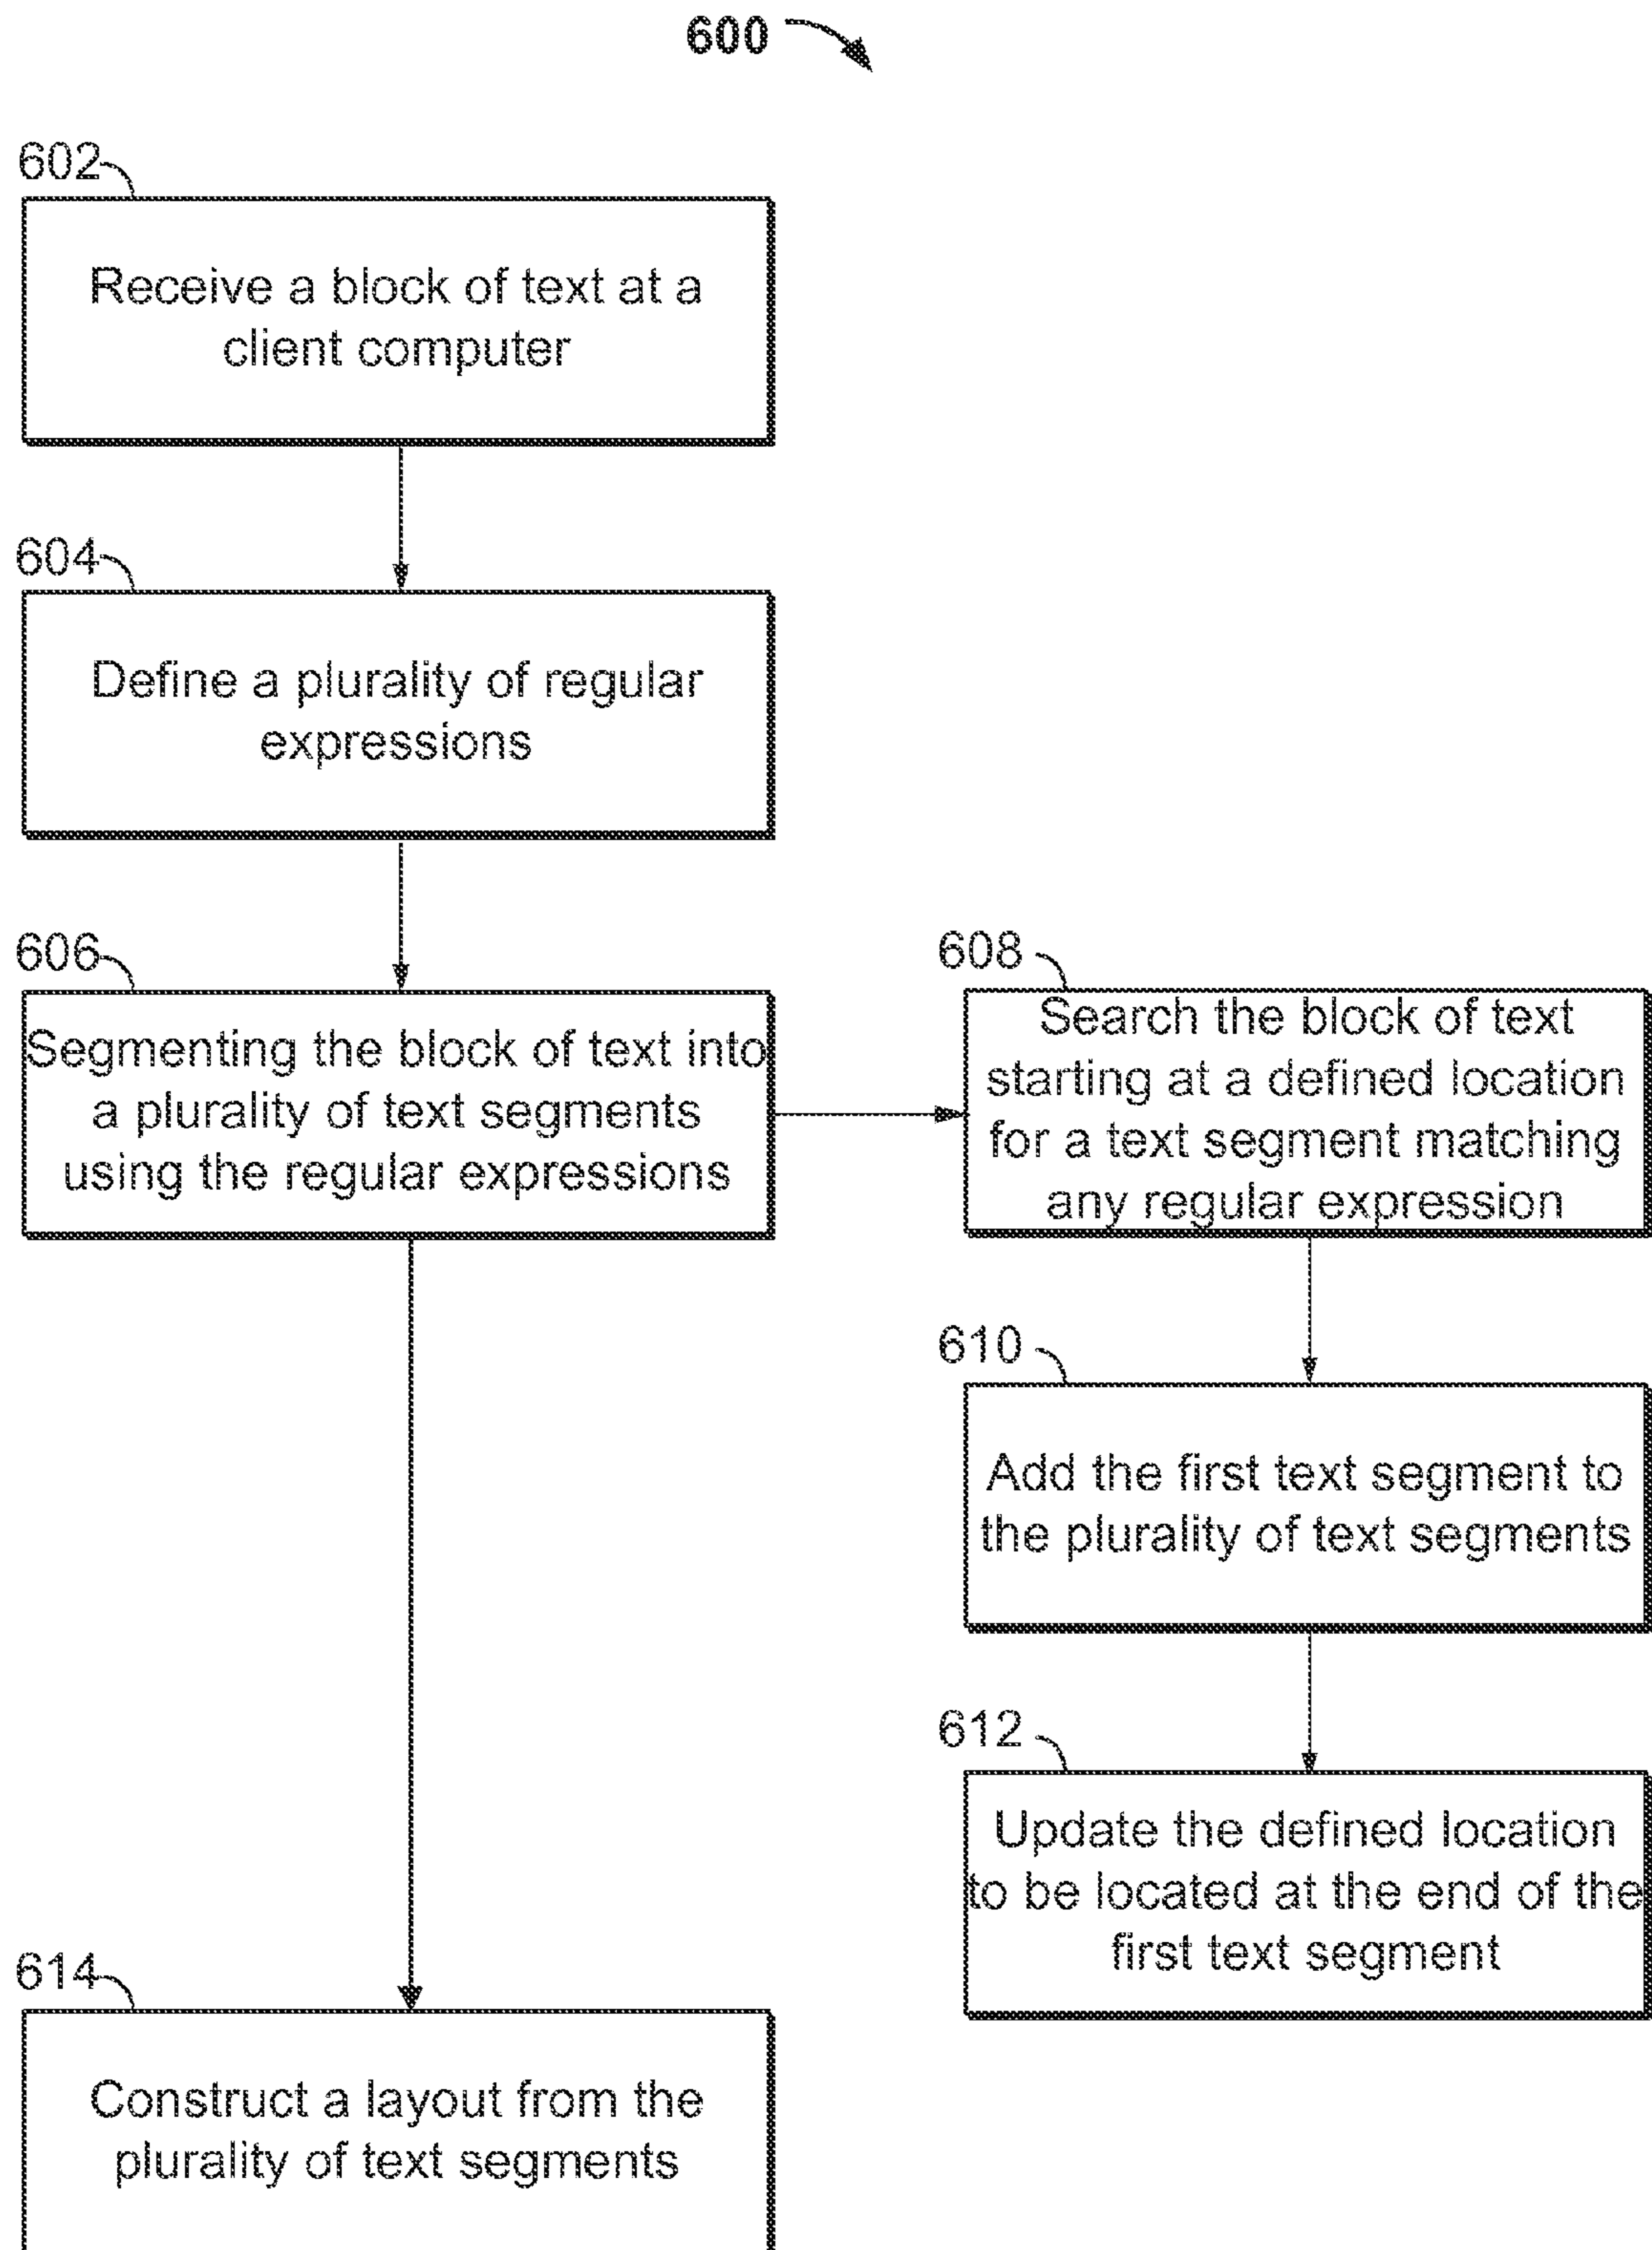 600
602
Receive a block of text at a
client computer
604
Define a plurality of regular
expressions
606
Segmenting the block of text into
a plurality of text segments
using the regular expressions
608
Search the block of text
starting at a defined location
for a text segment matching
any regular expression
610
Add the first text segment to
the plurality of text segments
612
Update the defined location
to be located at the end of the
first text segment
614
Construct a layout from the
plurality of text segments